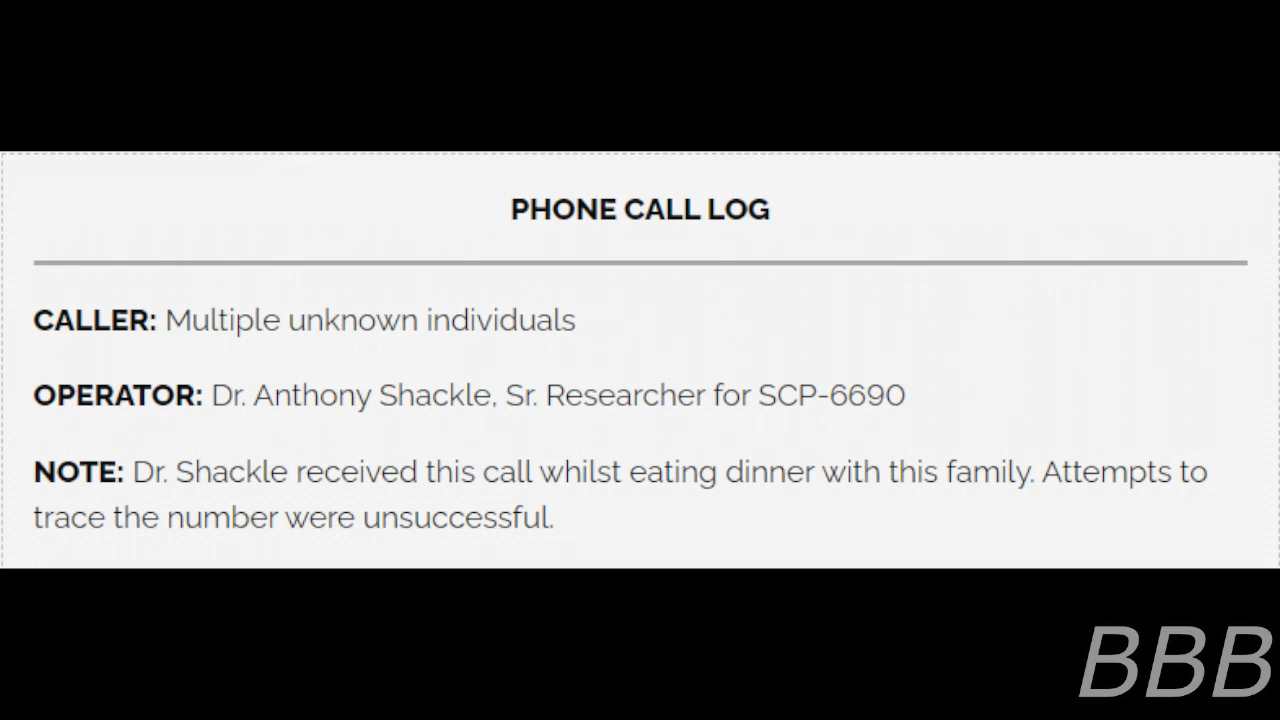 PHONE CALL LOG
CALLER: Multiple unknown individuals
OPERATOR: Dr. Anthony Shackle, Sr. Researcher for SCP-6690
NOTE: Dr. Shackle received this call whilst eating dinner with this family. Attempts to
trace the number were unsuccessful.
BBB